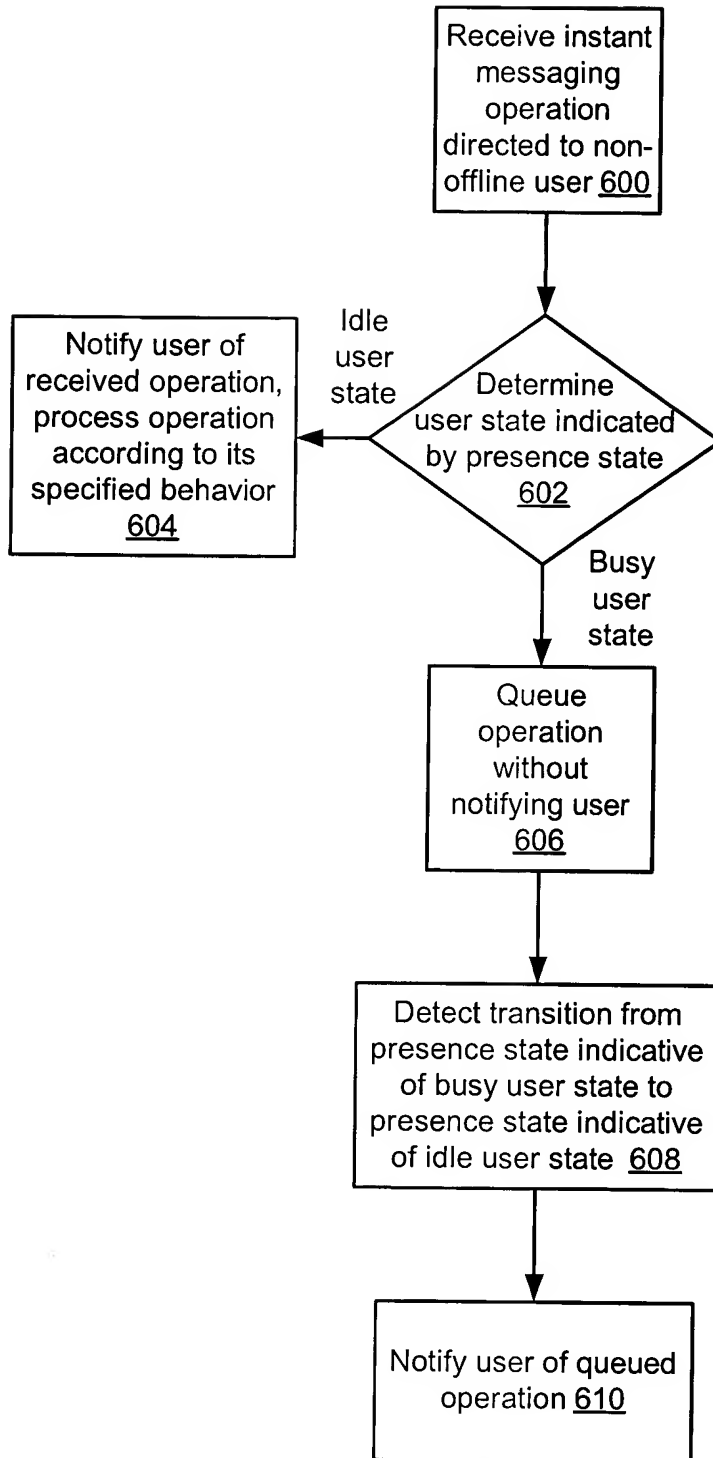 Receive instant
messaging
operation
directed to non-
offline user 600
Idle
user
state
Notify user of
received operation,
process operation
according to its
specified behavior
604
Determine
user state indicated
by presence state
602
Busy
user
state
Queue
operation
without
notifying user
606
Detect transition from
presence state indicative
of busy user state to
presence state indicative
of idle user state 608
Notify user of queued
operation 610